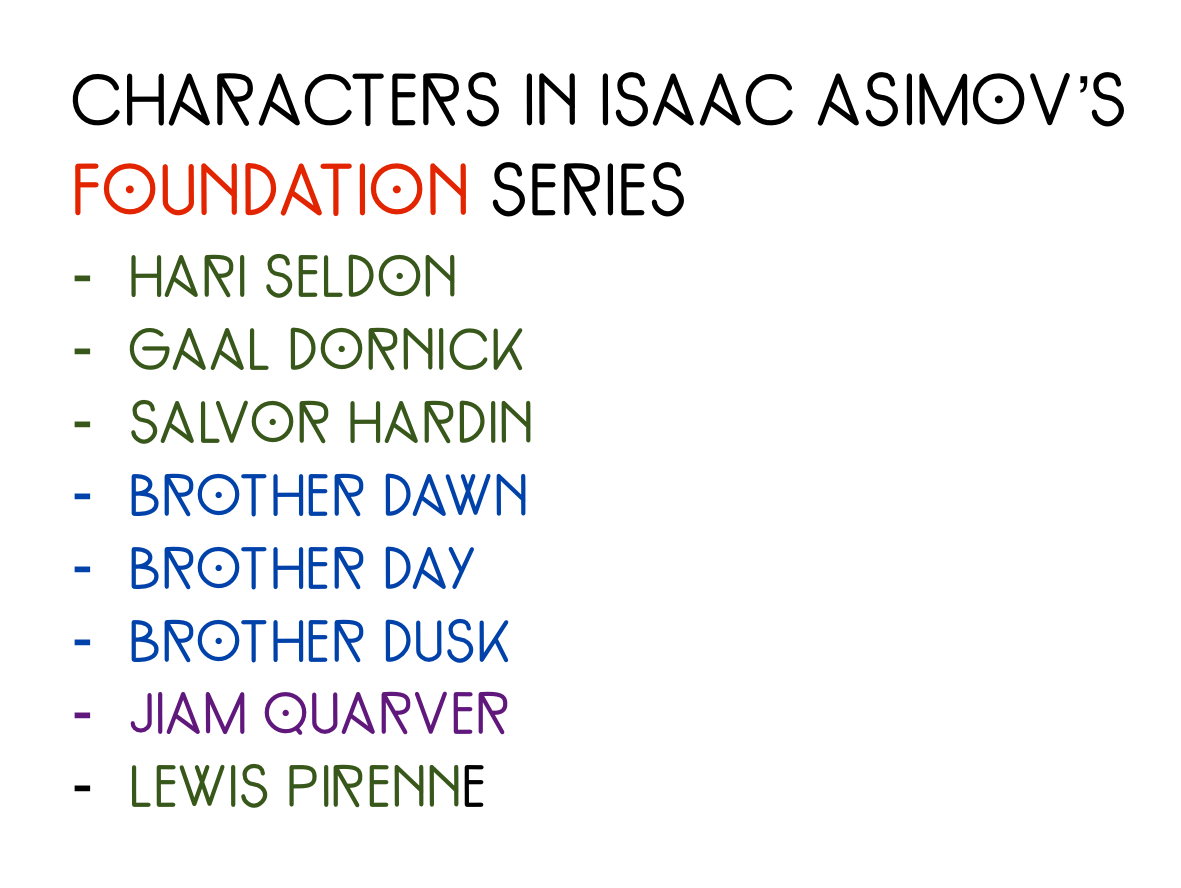 CHARACTERS IN ISAAC ASIMOV'S
FOUNDATION SERIES
- HARI SELDON
- GAAL DORNICK
- SALVOR HARDIN
- BROTHER DAWN
- BROTHER DAY
- BROTHER DUSK
- JIAM QUARVER
- LEWIS PIRENNE